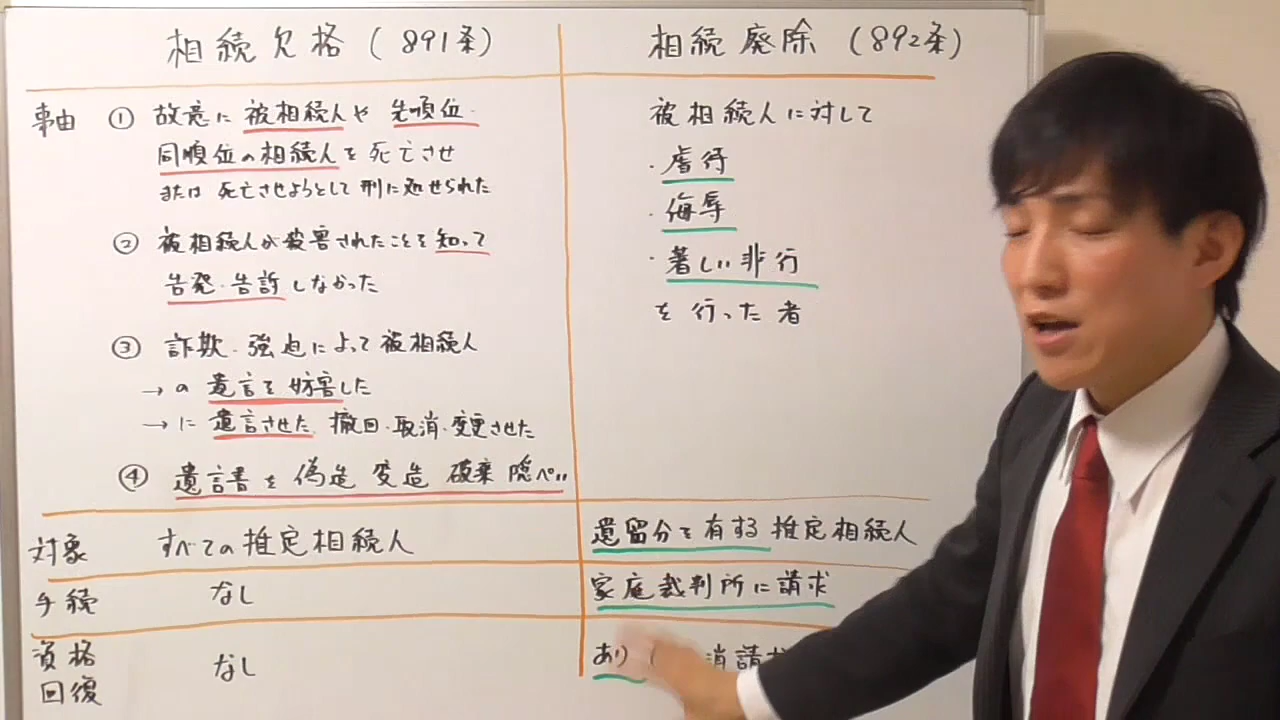 相続欠格(891条)
相続廃除(892条)
事由
① 故意に被相続人や先順位・
同順位の相続人を死亡させ
または死亡させようとして刑に処せられた
② 被相続人が殺害されたことを知って
告発・告訴しなかった
③ 詐欺・強迫によって被相続人
→の遺言を妨害した
→に遺言させた 撤回・取消・変更させた
④ 遺言書を偽造 変造 破棄 隠ぺい
被相続人に対して
・虐待
・侮辱
・著しい非行
を行った者
対象
すべての推定相続人
遺留分を有する推定相続人
手続
なし
家庭裁判所に請求
資格
回復
なし
あり
消請求